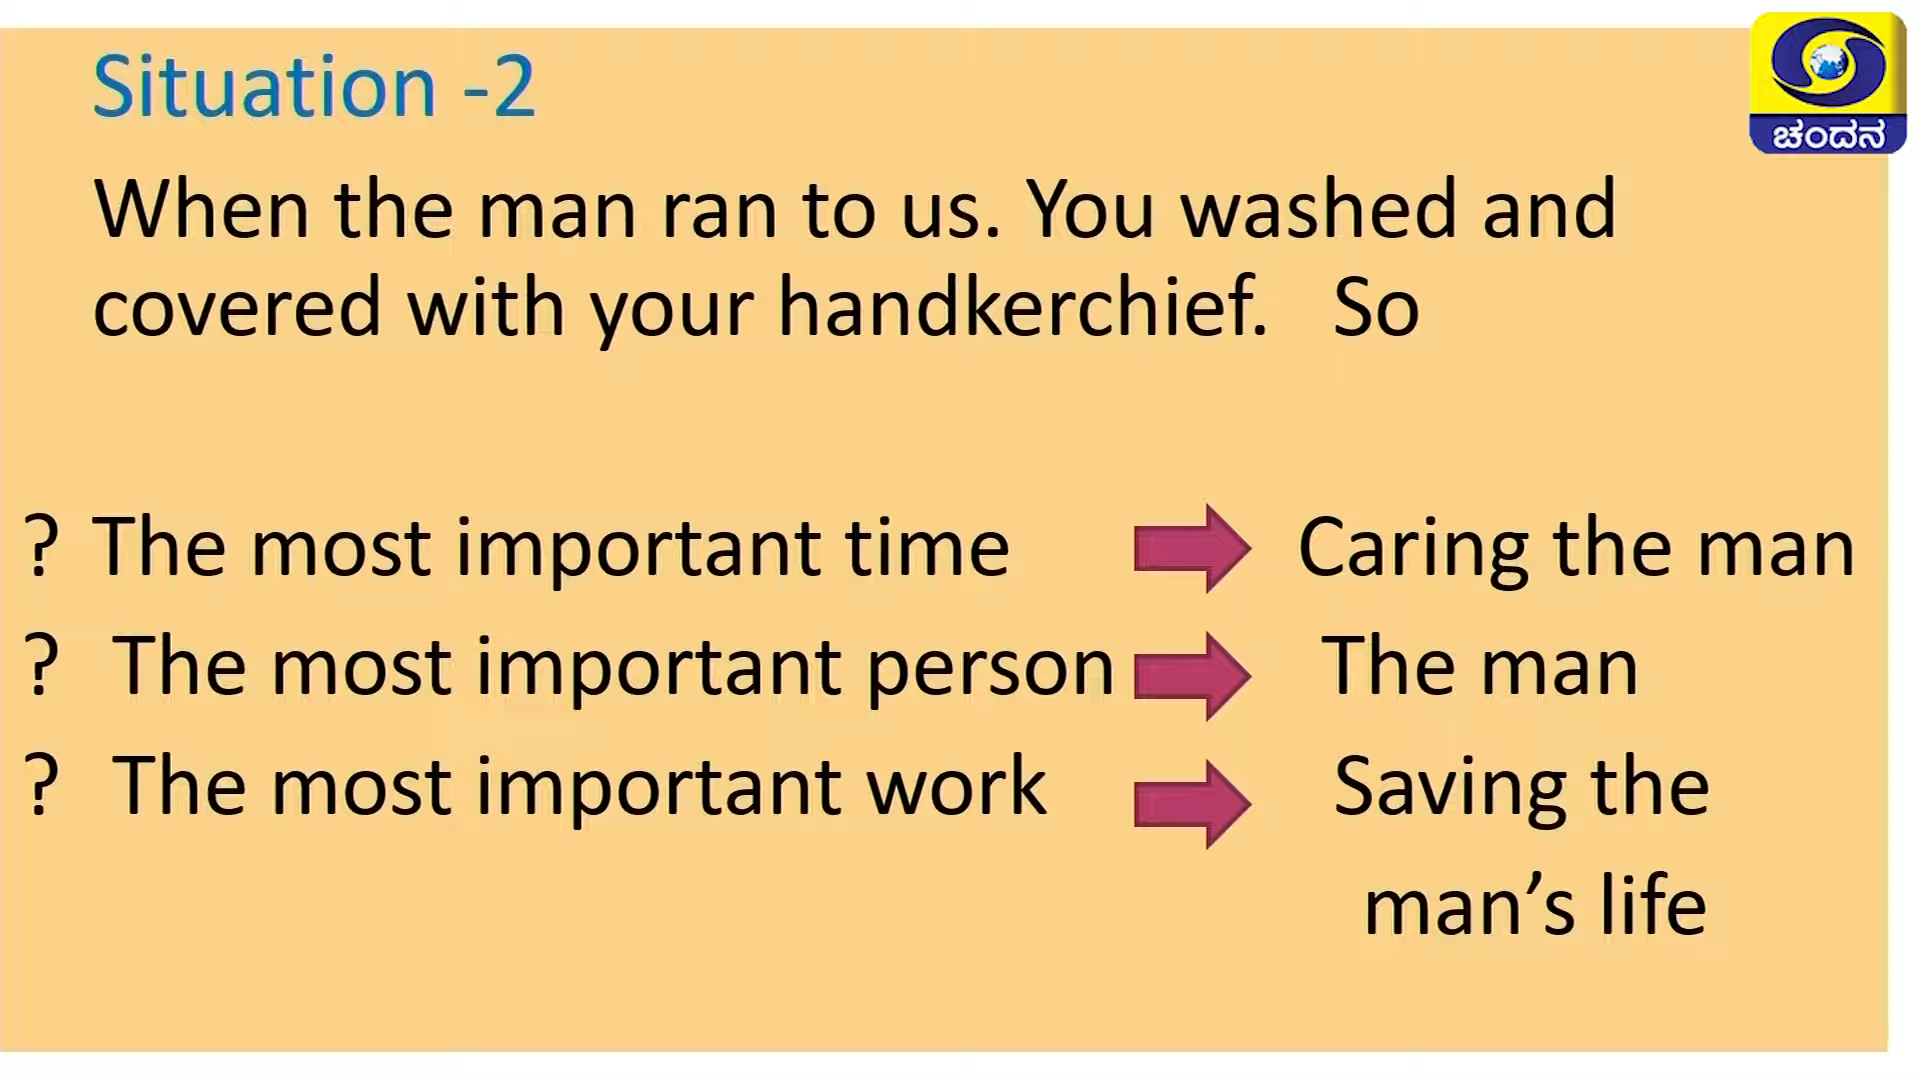 Situation -2
ಚಂದನ
When the man ran to us. You washed and
covered with your handkerchief. So
? The most important time Caring the man
? The most important person The man
? The most important work Saving the
man’s life